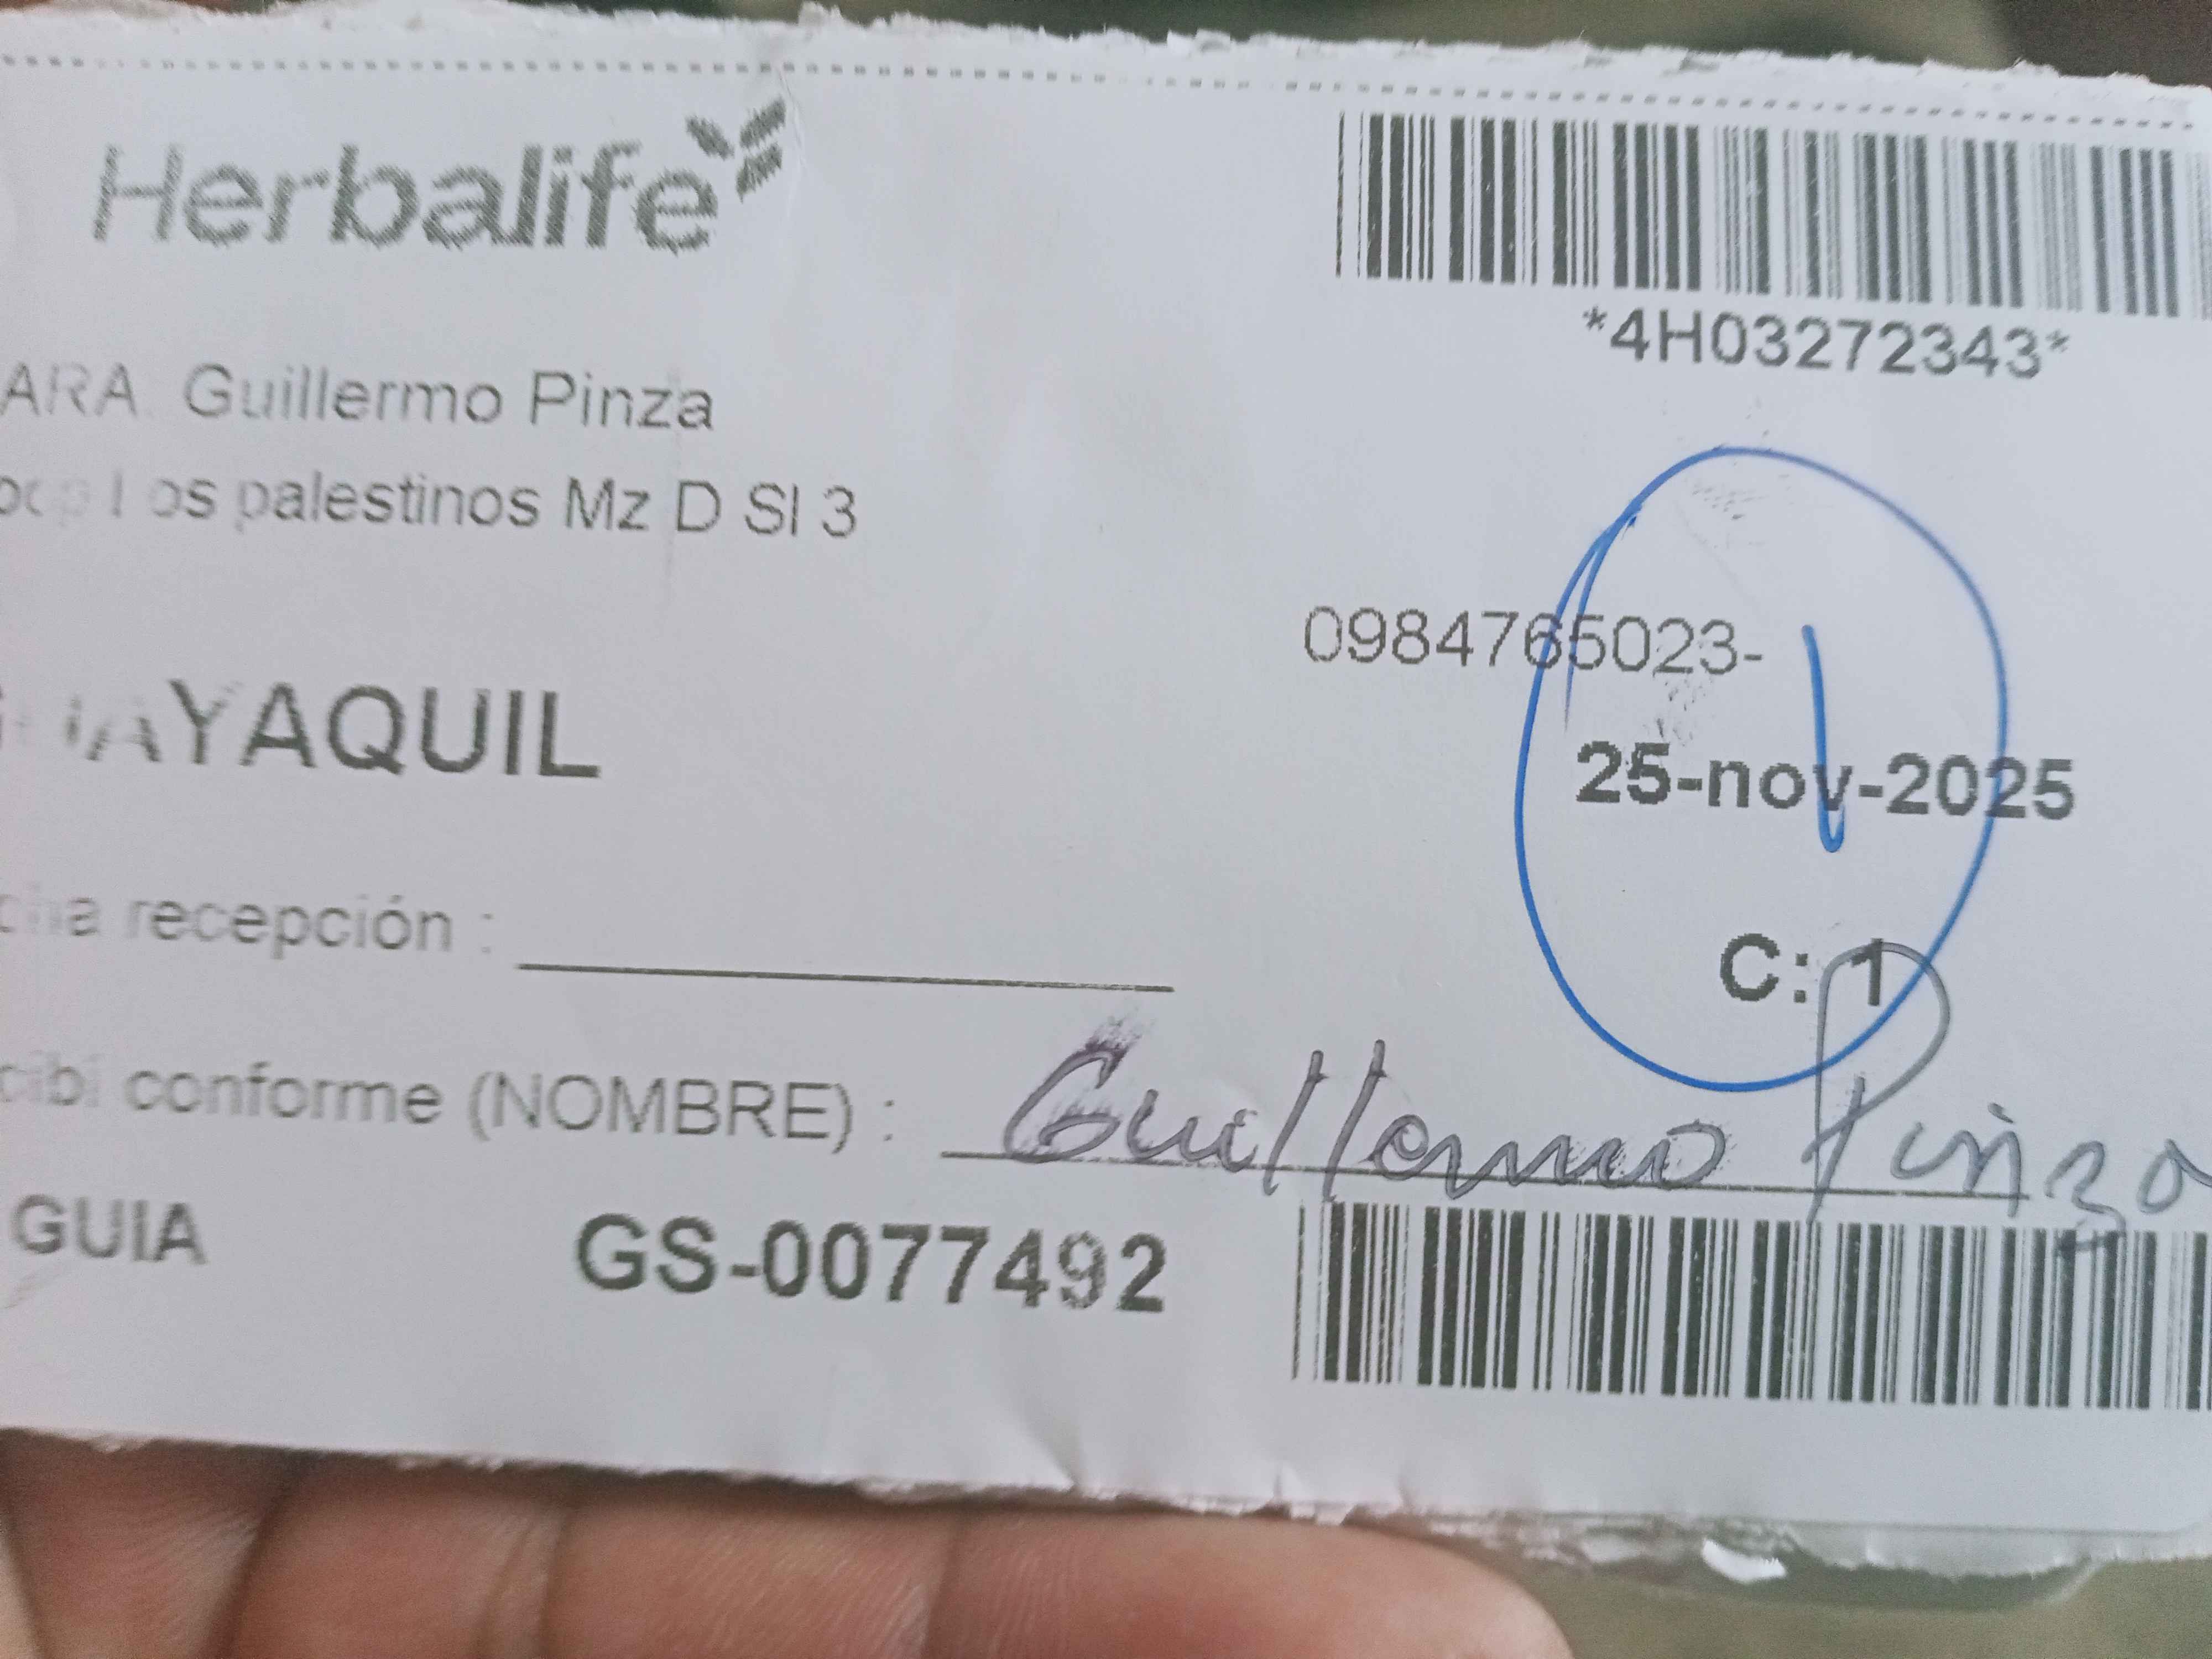 Herbalife
*4H03272343*
ARA Guillermo Pinza
os palestinos Mz D Sl 3
0984765023-
AYAQUIL
25-nov-2025
recepción :
C: 1
conforme (NOMBRE) : Guillermo Pinza
GUIA GS-0077492